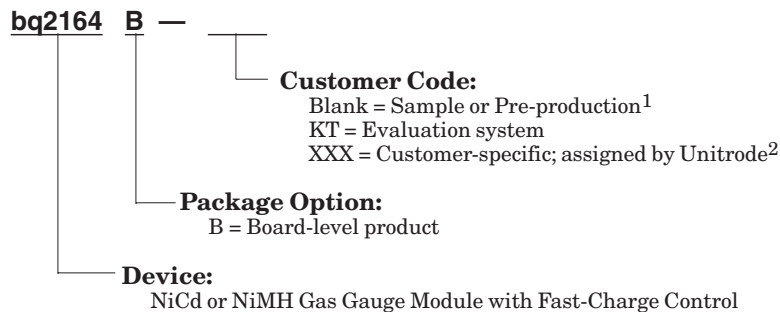 bq2164 B —
Customer Code:
Blank = Sample or Pre-production1
KT = Evaluation system
XXX = Customer-specific; assigned by Unitrode2
Package Option:
B = Board-level product
Device:
NiCd or NiMH Gas Gauge Module with Fast-Charge Control